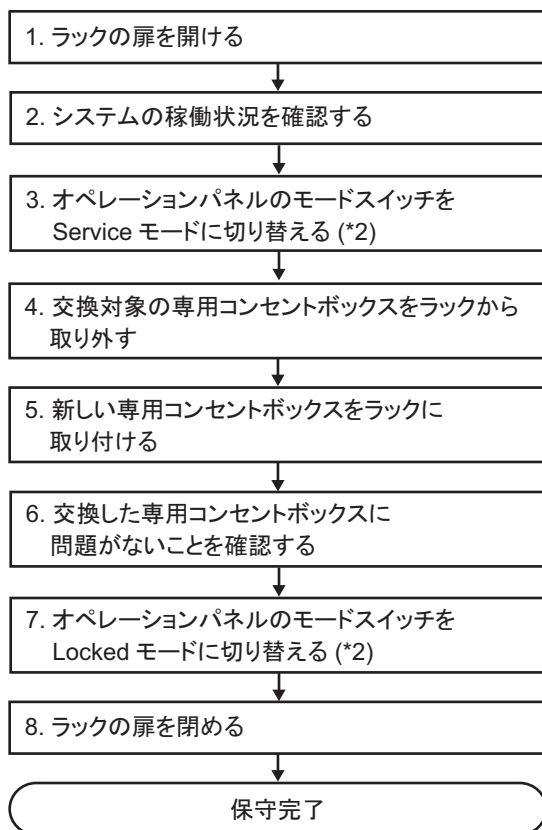 1. ラックの扉を開ける
2. システムの稼働状況を確認する
3. オペレーションパネルのモードスイッチを
Service モードに切り替える (*2)
4. 交換対象の専用コンセントボックスをラックから
取り外す
5. 新しい専用コンセントボックスをラックに
取り付ける
6. 交換した専用コンセントボックスに
問題がないことを確認する
7. オペレーションパネルのモードスイッチを
Locked モードに切り替える (*2)
8. ラックの扉を閉める
保守完了